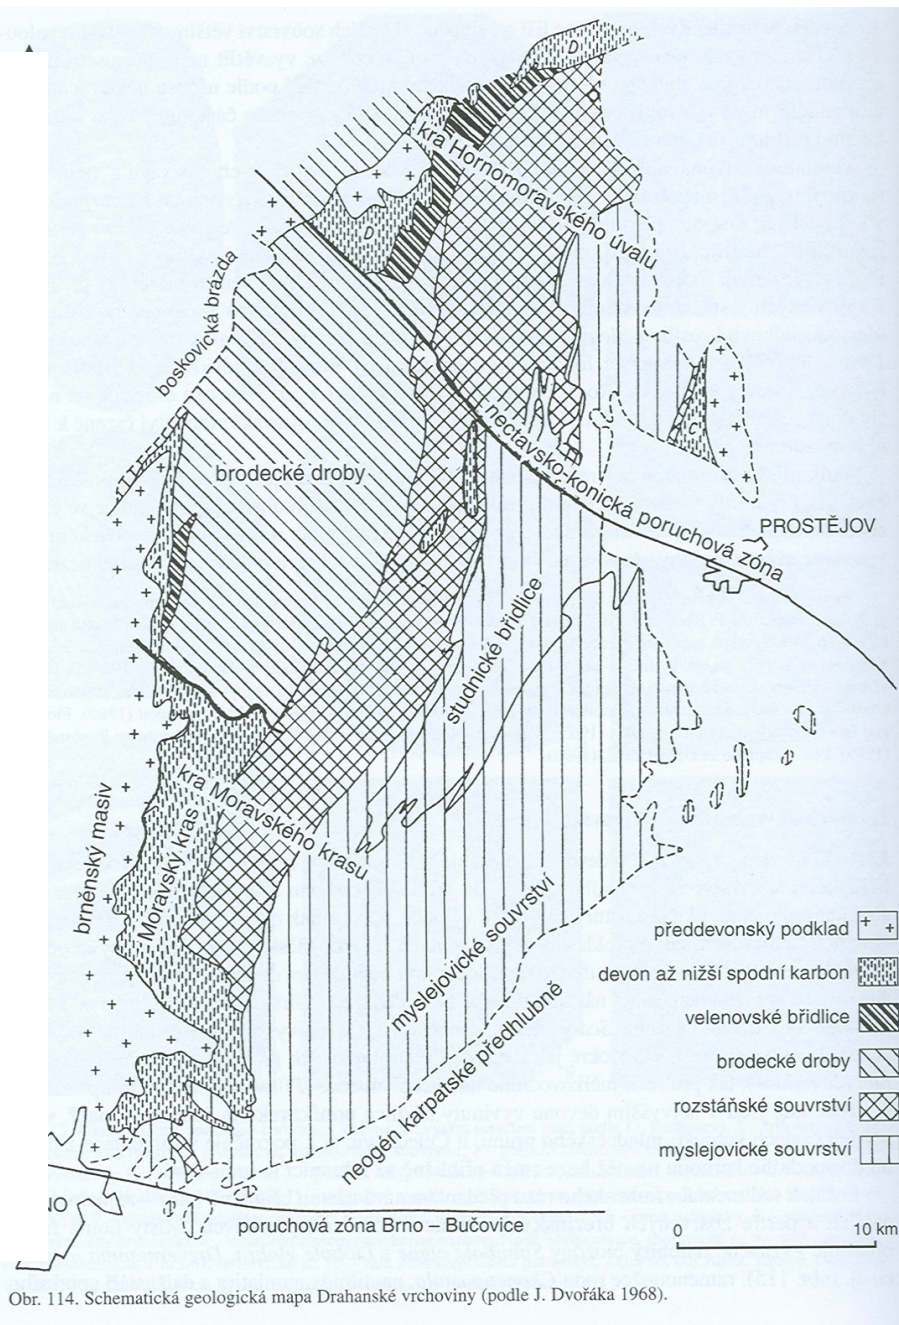 D
kra Hornomoravského úvalu
D
boskovická brázda
C
nectavsko-konická poruchová zóna
PROSTĚJOV
brodecké droby
A
studnické břidlice
brněnský masiv
kra Moravského krasu
Moravský kras
myslejovické souvrství
neogén karpatské předhlubně
předdevonský podklad
devon až nižší spodní karbon
velenovské břidlice
brodecké droby
rozstáňské souvrství
myslejovické souvrství
NO
poruchová zóna Brno – Bučovice
0 10 km
Obr. 114. Schematická geologická mapa Drahanské vrchoviny (podle J. Dvořáka 1968).